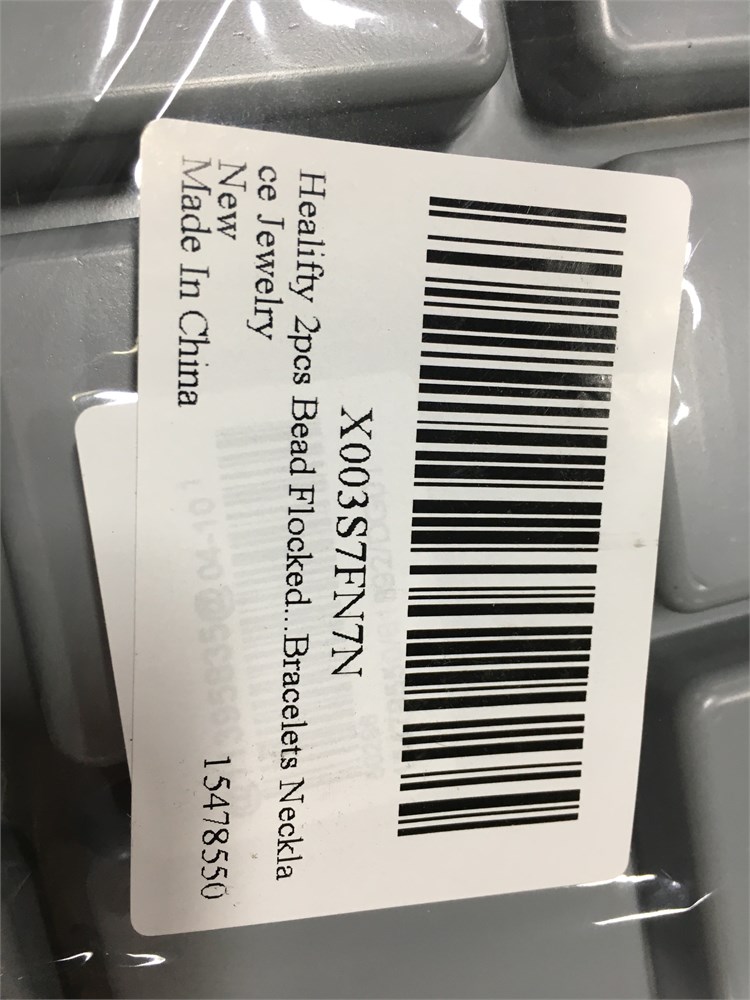 X003S7FN7N
Healifty 2pcs Bead Flocked...Bracelets Neckla
ce Jewelry
New
Made In China
15478550